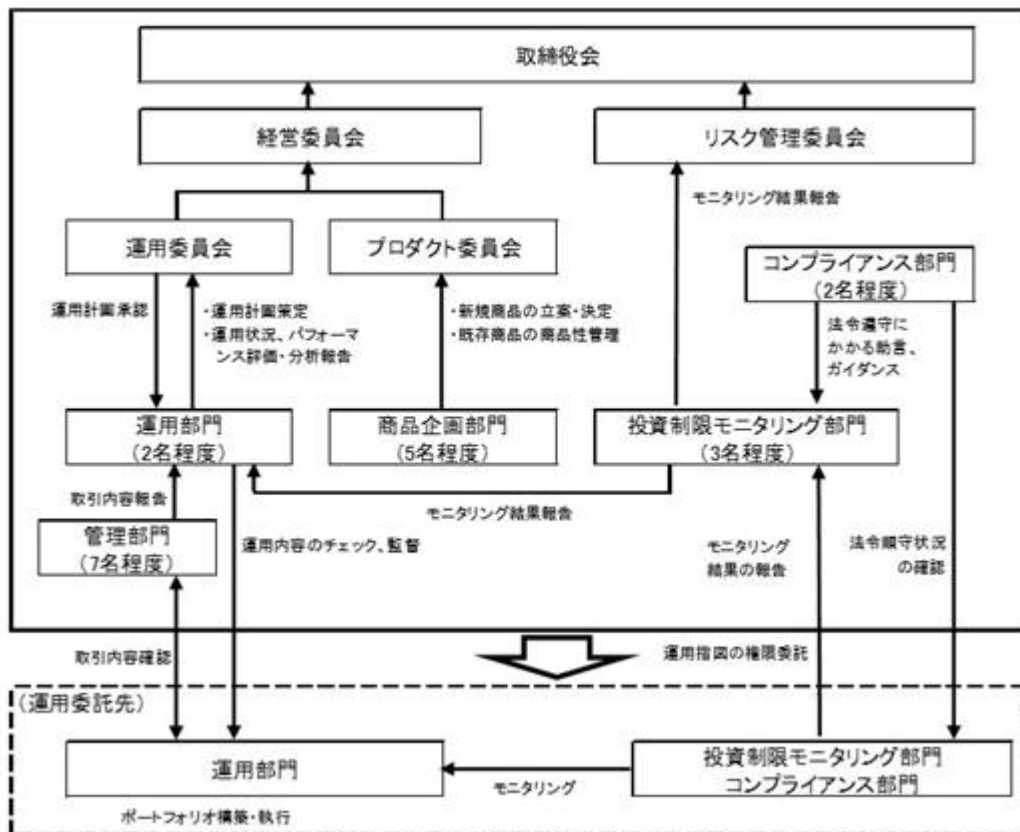 取締役会
経営委員会
リスク管理委員会
モニタリング結果報告
運用委員会
プロダクト委員会
コンプライアンス部門
(2名程度)
運用計画承認
・運用計画策定
・運用状況、パフォーマ
ンス評価・分析報告
・新規商品の立案・決定
・既存商品の商品性管理
法令遵守に
かかる助言、
ガイダンス
運用部門
(2名程度)
商品企画部門
(5名程度)
投資制限モニタリング部門
(3名程度)
取引内容報告
モニタリング結果報告
管理部門
(7名程度)
運用内容のチェック、監督
モニタリング
結果の報告
法令順守状況
の確認
取引内容確認
運用指図の権限委託
(運用委託先)
運用部門
モニタリング
投資制限モニタリング部門
コンプライアンス部門
ポートフォリオ構築・執行